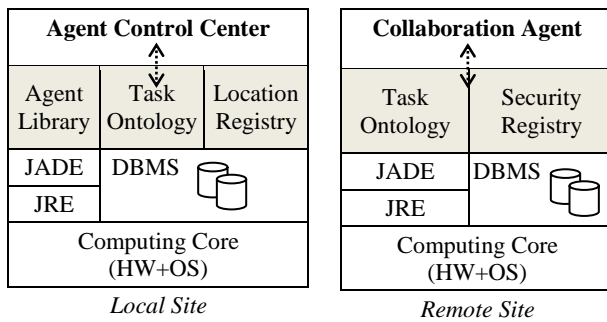 Agent Control Center
Agent
Library
Task
Ontology
Location
Registry
JADE
JRE
DBMS
Computing Core
(HW+OS)
Local Site
Collaboration Agent
Task
Ontology
Security
Registry
JADE
JRE
DBMS
Computing Core
(HW+OS)
Remote Site